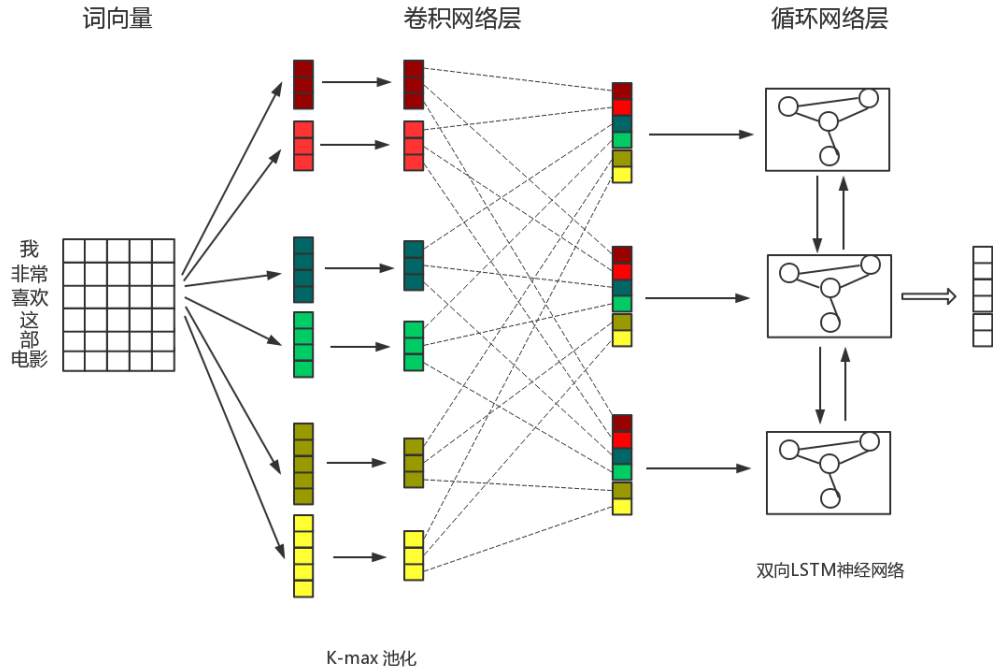 词向量
卷积网络层
循环网络层
我
非常
喜欢
这
部
电影
双向LSTM神经网络
K-max 池化